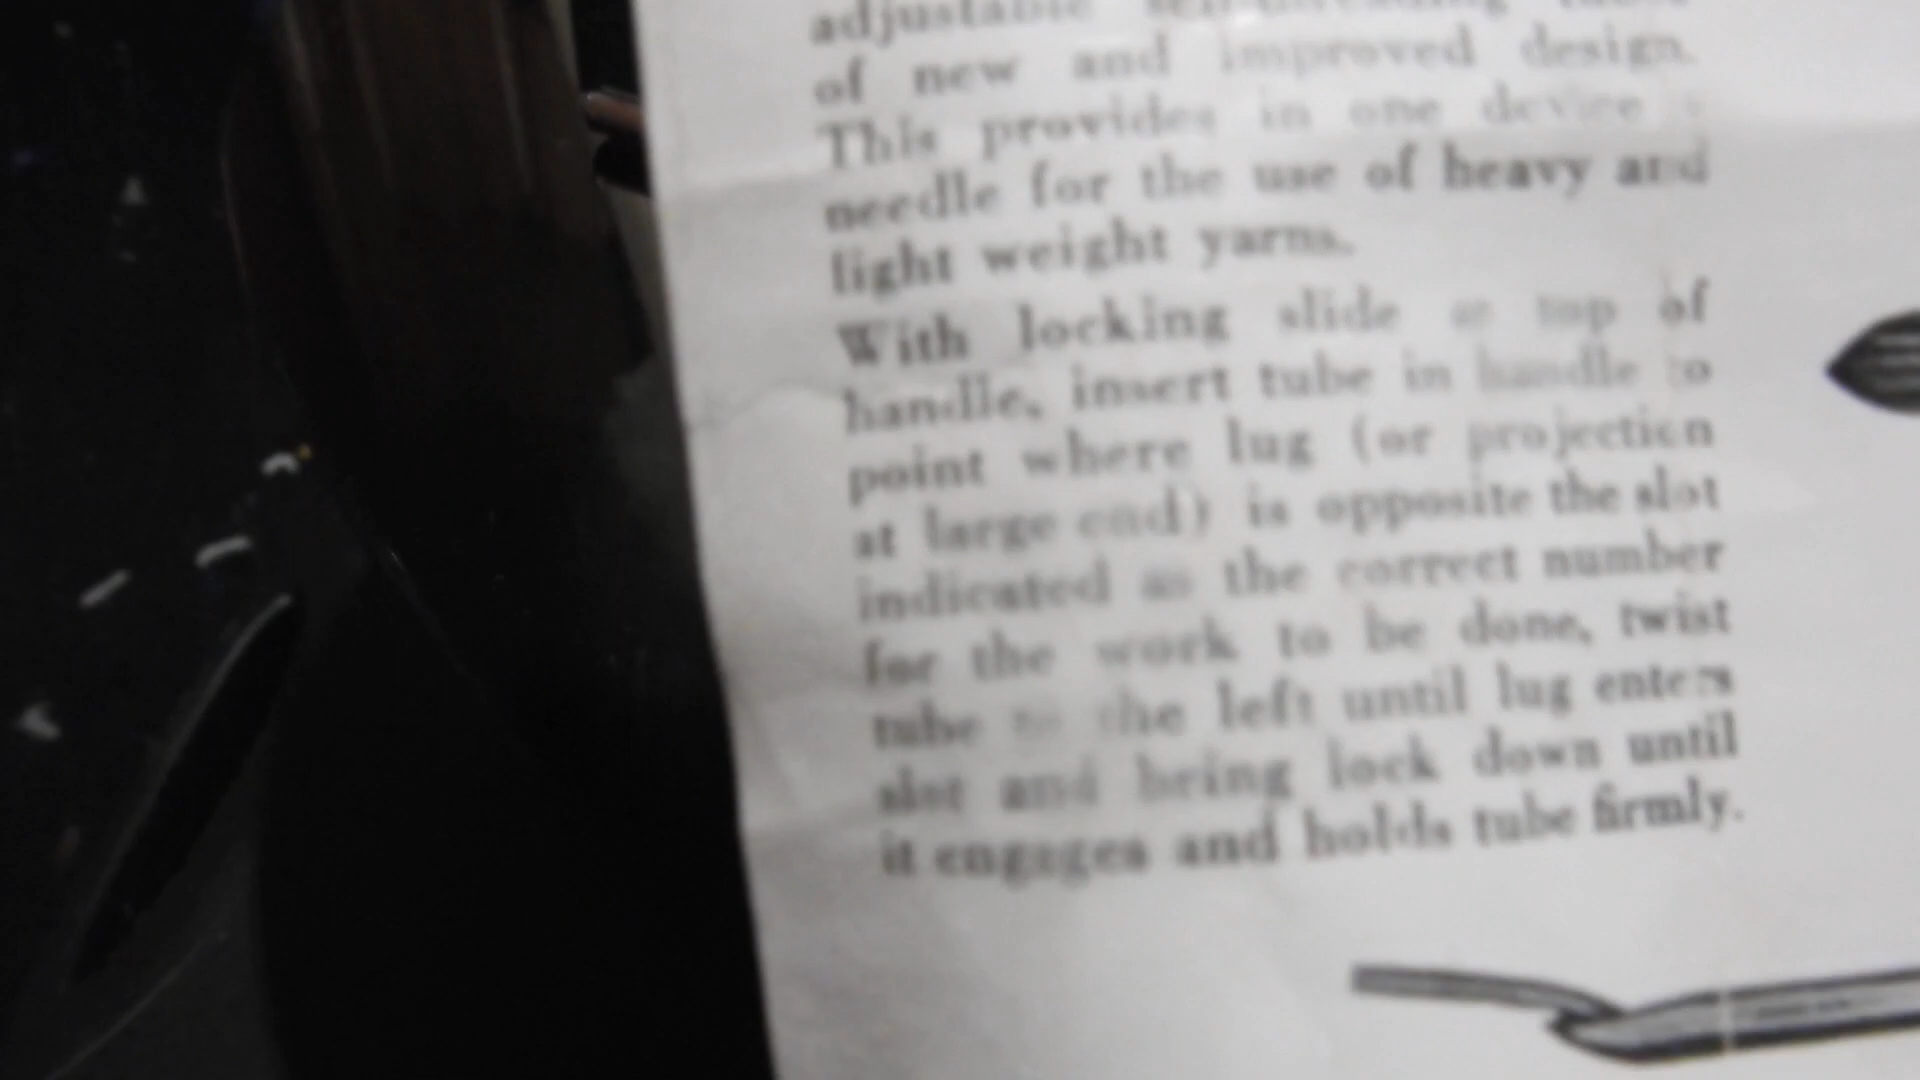 adjustable self-threading
of new and improved design.
This provides in one device
needle for the use of heavy and
light weight yarns.
With locking slide at top of
handle, insert tube in handle to
point where lug (or projection
at large end) is opposite the slot
indicated as the correct number
for the work to be done, twist
tube to the left until lug enters
slot and bring lock down until
it engages and holds tube firmly.